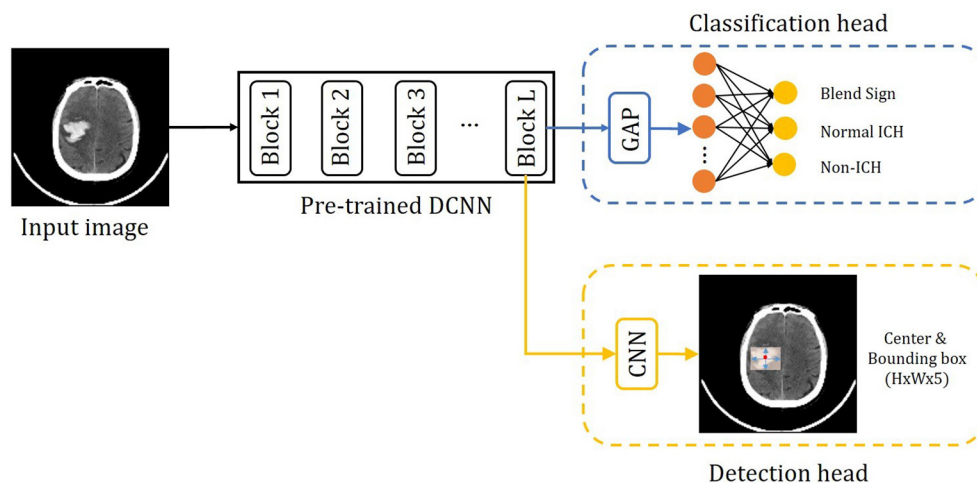 Classification head
Block 1
Block 2
Block 3
...
Block L
GAP
Blend Sign
Normal ICH
Non-ICH
Input image
Pre-trained DCNN
CNN
Center &
Bounding box
(HxWx5)
Detection head